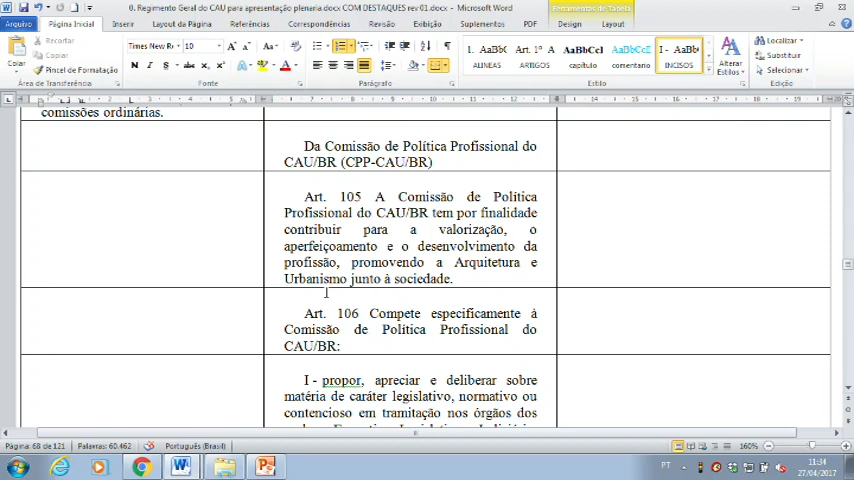 0. Regimento Geral do CAU para apresentação plenaria.docx COM DESTAQUES rev 01.docx - Microsoft Word
Ferramentas de Tabela
Arquivo Página Inicial Inserir Layout da Página Referências Correspondências Revisão Exibição Suplementos PDF Design Layout
Colar
Recortar
Copiar
Pincel de Formatação
Área de Transferência
Times New Ro 10
N I S abc X₂ X²
Fonte
Parágrafo
1. AaBb(
ALINEAS
Art. 1º A
ARTIGOS
AaBbCcI
capítulo
AaBbCcE
comentario
I - AaBb(
INCISOS
Alterar
Estilos
Estilo
Localizar
Substituir
Selecionar
Edição
comissões ordinárias.
Da Comissão de Política Profissional do
CAU/BR (CPP-CAU/BR)
Art. 105 A Comissão de Política
Profissional do CAU/BR tem por finalidade
contribuir para a valorização, o
aperfeiçoamento e o desenvolvimento da
profissão, promovendo a Arquitetura e
Urbanismo junto à sociedade.
Art. 106 Compete especificamente à
Comissão de Política Profissional do
CAU/BR:
I - propor, apreciar e deliberar sobre
matéria de caráter legislativo, normativo ou
contencioso em tramitação nos órgãos dos
Página: 68 de 121 Palavras: 60.462 Português (Brasil) 160%
PT 11:34
27/04/2017